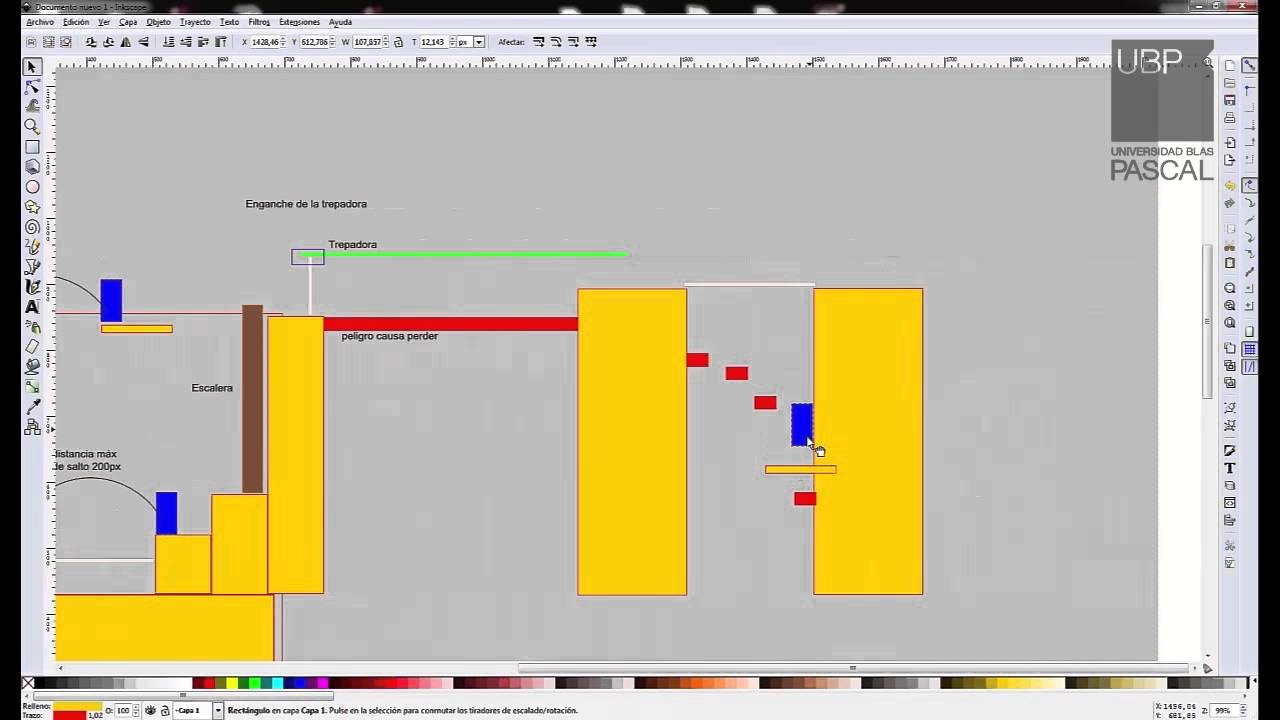 Documento nuevo 1 - Inkscape
Archivo Edición Ver Capa Objeto Trayecto Texto Filtros Extensiones Ayuda
X 1428,46 Y 612,786 W 107,857 T 12,143 px Afectar:
UBP
UNIVERSIDAD BLAS
PASCAL
Enganche de la trepadora
Trepadora
peligro causa perder
Escalera
distancia máx
de salto 200px
Relleno: O: 100 -Capa 1 Rectángulo en capa Capa 1. Pulse en la selección para conmutar los tiradores de escalado/rotación.
Trazo: 1,02
X: 1496,04
Y: 681,85
Z: 99%